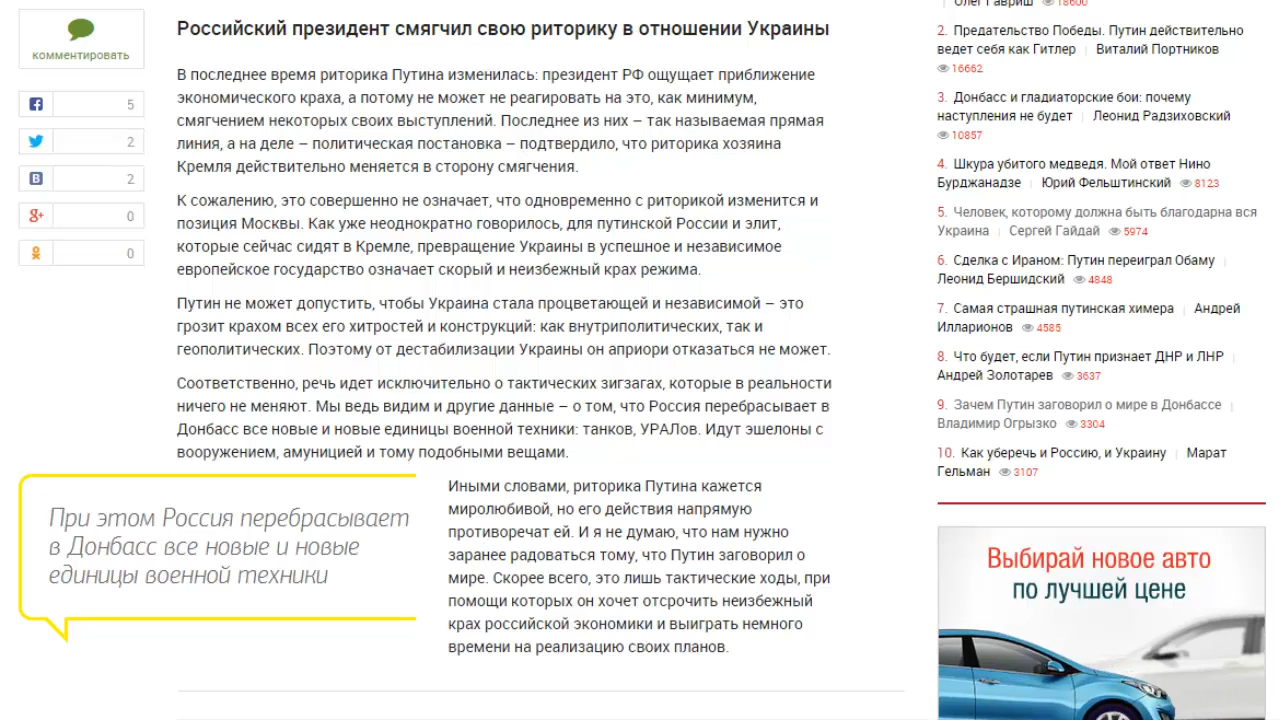 комментировать
5
2
2
0
0
Российский президент смягчил свою риторику в отношении Украины
В последнее время риторика Путина изменилась: президент РФ ощущает приближение
экономического краха, а потому не может не реагировать на это, как минимум,
смягчением некоторых своих выступлений. Последнее из них – так называемая прямая
линия, а на деле – политическая постановка – подтвердило, что риторика хозяина
Кремля действительно меняется в сторону смягчения.
К сожалению, это совершенно не означает, что одновременно с риторикой изменится и
позиция Москвы. Как уже неоднократно говорилось, для путинской России и элит,
которые сейчас сидят в Кремле, превращение Украины в успешное и независимое
европейское государство означает скорый и неизбежный крах режима.
Путин не может допустить, чтобы Украина стала процветающей и независимой – это
грозит крахом всех его хитростей и конструкций: как внутриполитических, так и
геополитических. Поэтому от дестабилизации Украины он априори отказаться не может.
Соответственно, речь идет исключительно о тактических зигзагах, которые в реальности
ничего не меняют. Мы ведь видим и другие данные – о том, что Россия перебрасывает в
Донбасс все новые и новые единицы военной техники: танков, УРАЛов. Идут эшелоны с
вооружением, амуницией и тому подобными вещами.
При этом Россия перебрасывает
в Донбасс все новые и новые
единицы военной техники
Иными словами, риторика Путина кажется
миролюбивой, но его действия напрямую
противоречат ей. И я не думаю, что нам нужно
заранее радоваться тому, что Путин заговорил о
мире. Скорее всего, это лишь тактические ходы, при
помощи которых он хочет отсрочить неизбежный
крах российской экономики и выиграть немного
времени на реализацию своих планов.
Олег Гавриш 18600
2. Предательство Победы. Путин действительно
ведет себя как Гитлер | Виталий Портников
16662
3. Донбасс и гладиаторские бои: почему
наступления не будет | Леонид Радзиховский
10857
4. Шкура убитого медведя. Мой ответ Нино
Бурджанадзе | Юрий Фельштинский 8123
5. Человек, которому должна быть благодарна вся
Украина | Сергей Гайдай 5974
6. Сделка с Ираном: Путин переиграл Обаму |
Леонид Бершидский 4848
7. Самая страшная путинская химера | Андрей
Илларионов 4585
8. Что будет, если Путин признает ДНР и ЛНР |
Андрей Золотарев 3637
9. Зачем Путин заговорил о мире в Донбассе |
Владимир Огрызко 3304
10. Как уберечь и Россию, и Украину | Марат
Гельман 3107
Выбирай новое авто
по лучшей цене